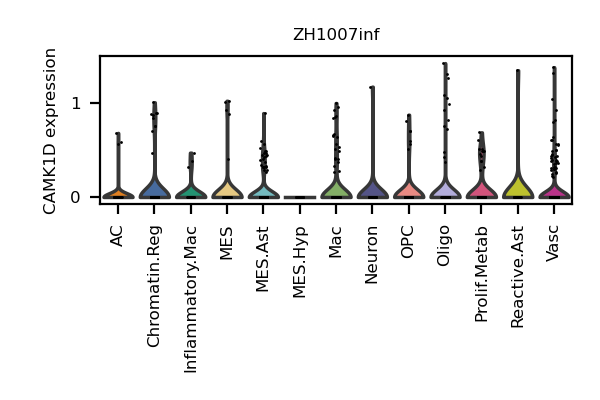 ZH1007inf
CAMK1D expression
1
0
AC
Chromatin.Reg
Inflammatory.Mac
MES
MES.Ast
MES.Hyp
Mac
Neuron
OPC
Oligo
Prolif.Metab
Reactive.Ast
Vasc